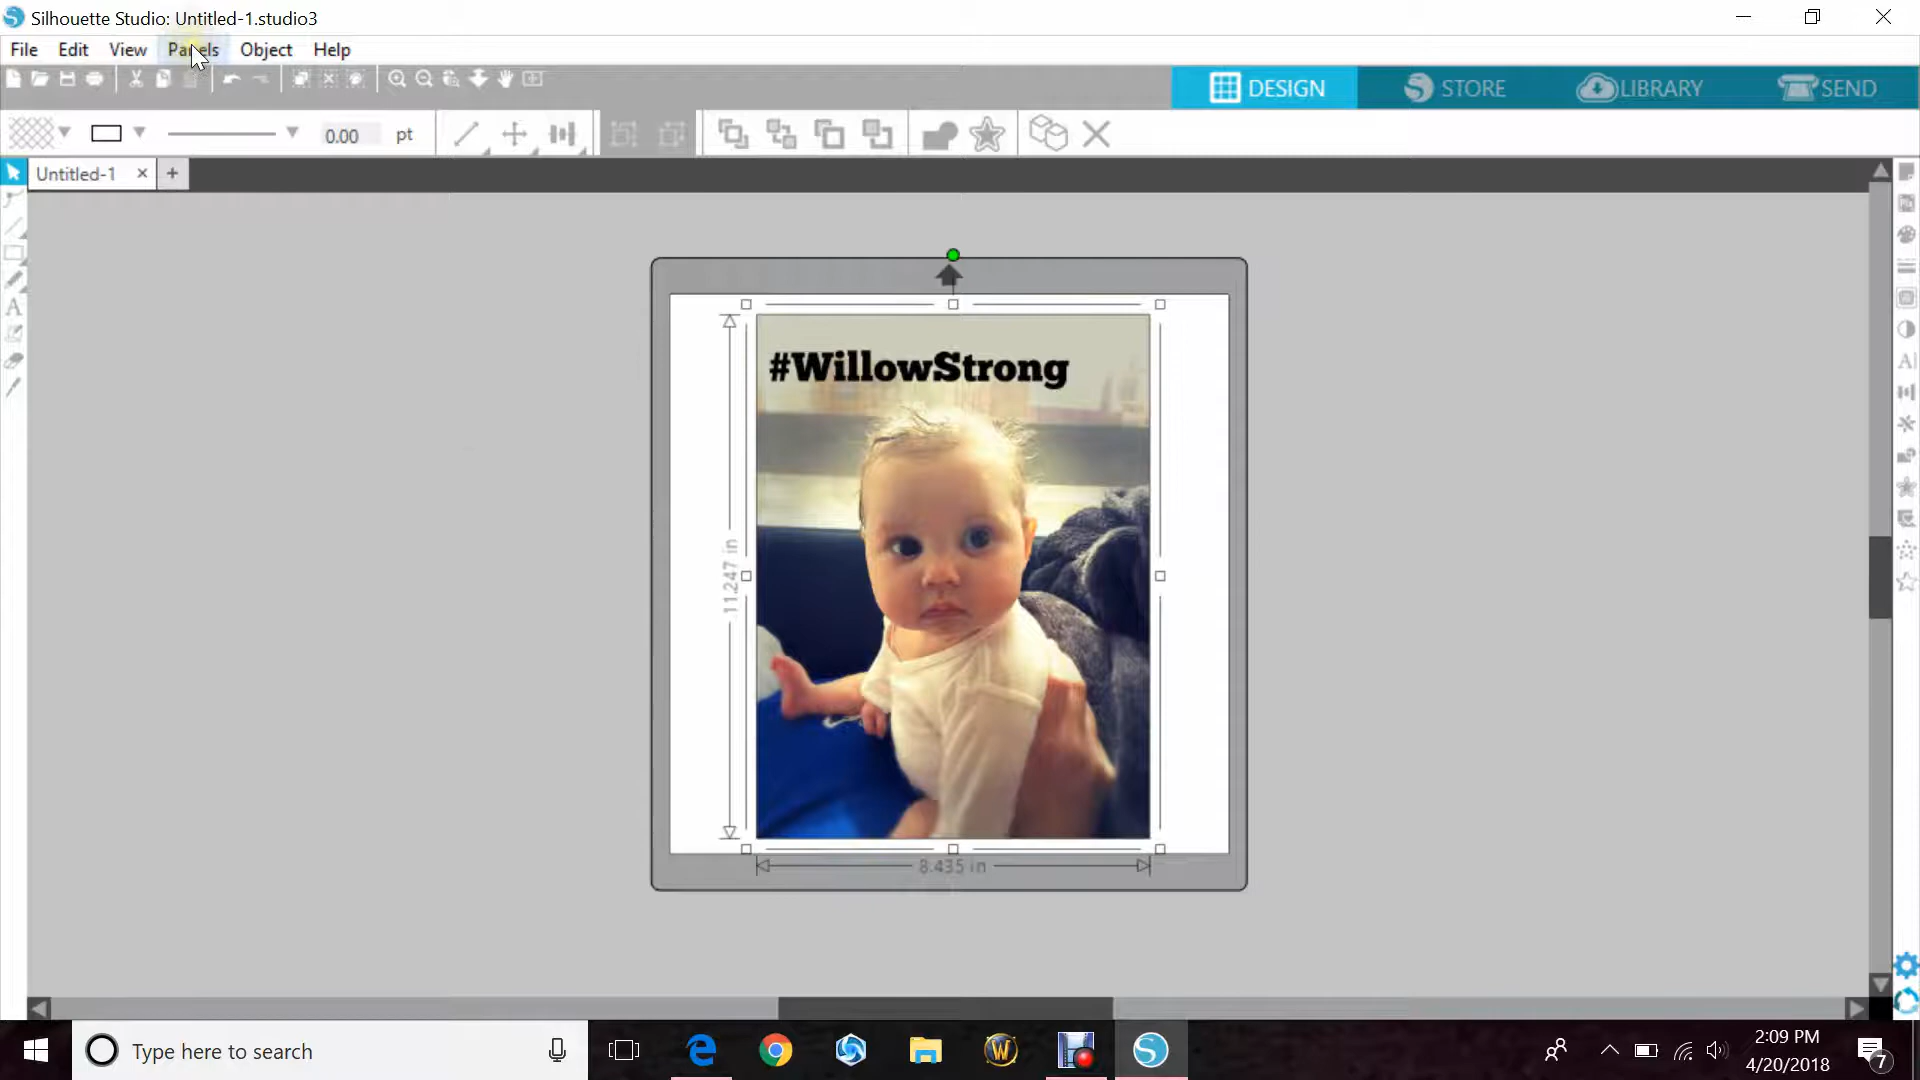 Silhouette Studio: Untitled-1.studio3
File Edit View Panels Object Help
DESIGN STORE LIBRARY SEND
0.00 pt
Untitled-1
#WillowStrong
11.247 in
8.435 in
Type here to search
2:09 PM
4/20/2018
7